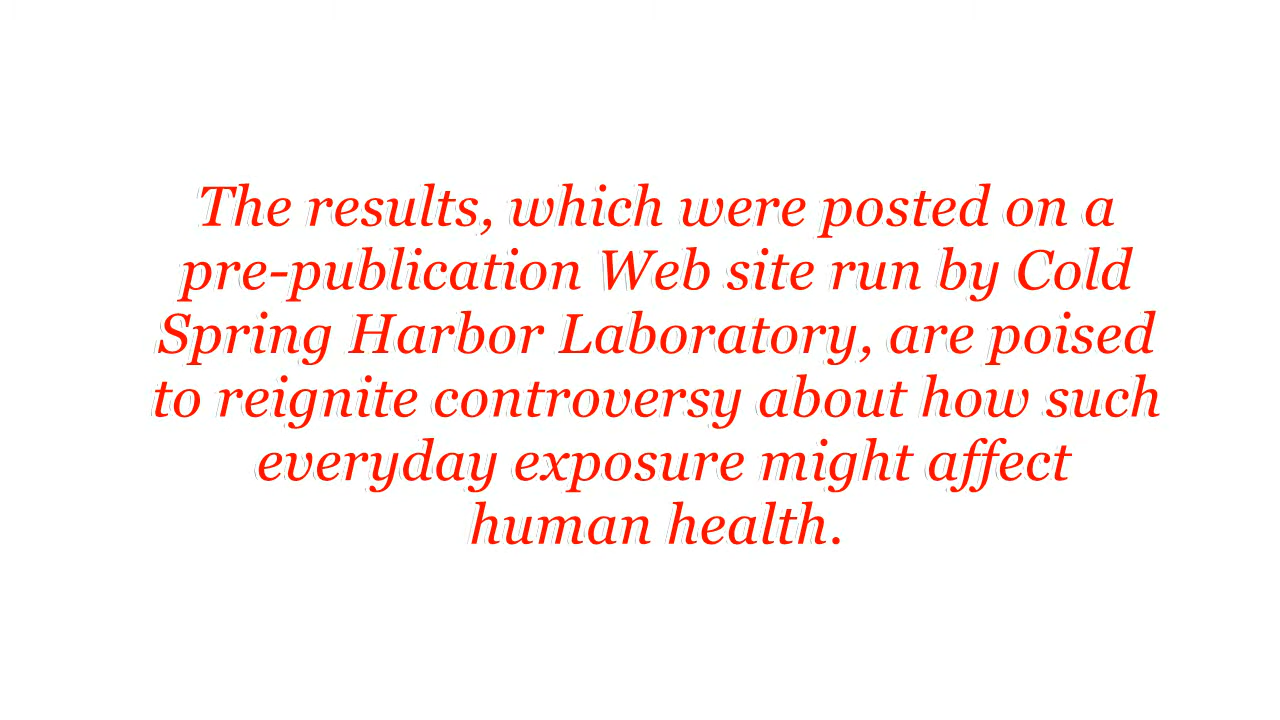 The results, which were posted on a
pre-publication Web site run by Cold
Spring Harbor Laboratory, are poised
to reignite controversy about how such
everyday exposure might affect
human health.